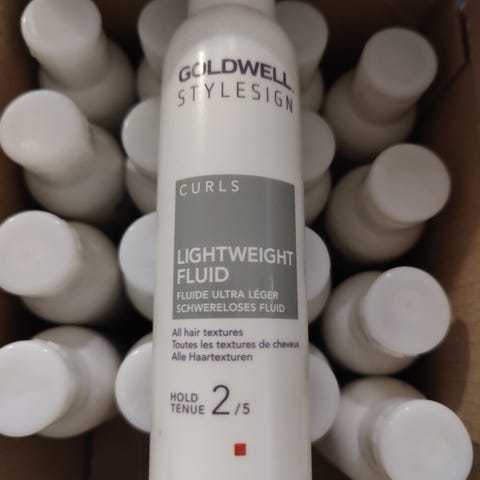 GOLDWELL
STYLESIGN
CURLS
LIGHTWEIGHT
FLUID
FLUIDE ULTRA LÉGER
SCHWERELOSES FLUID
All hair textures
Toutes les textures de cheveux
Alle Haartexturen
HOLD
TENUE 2/5